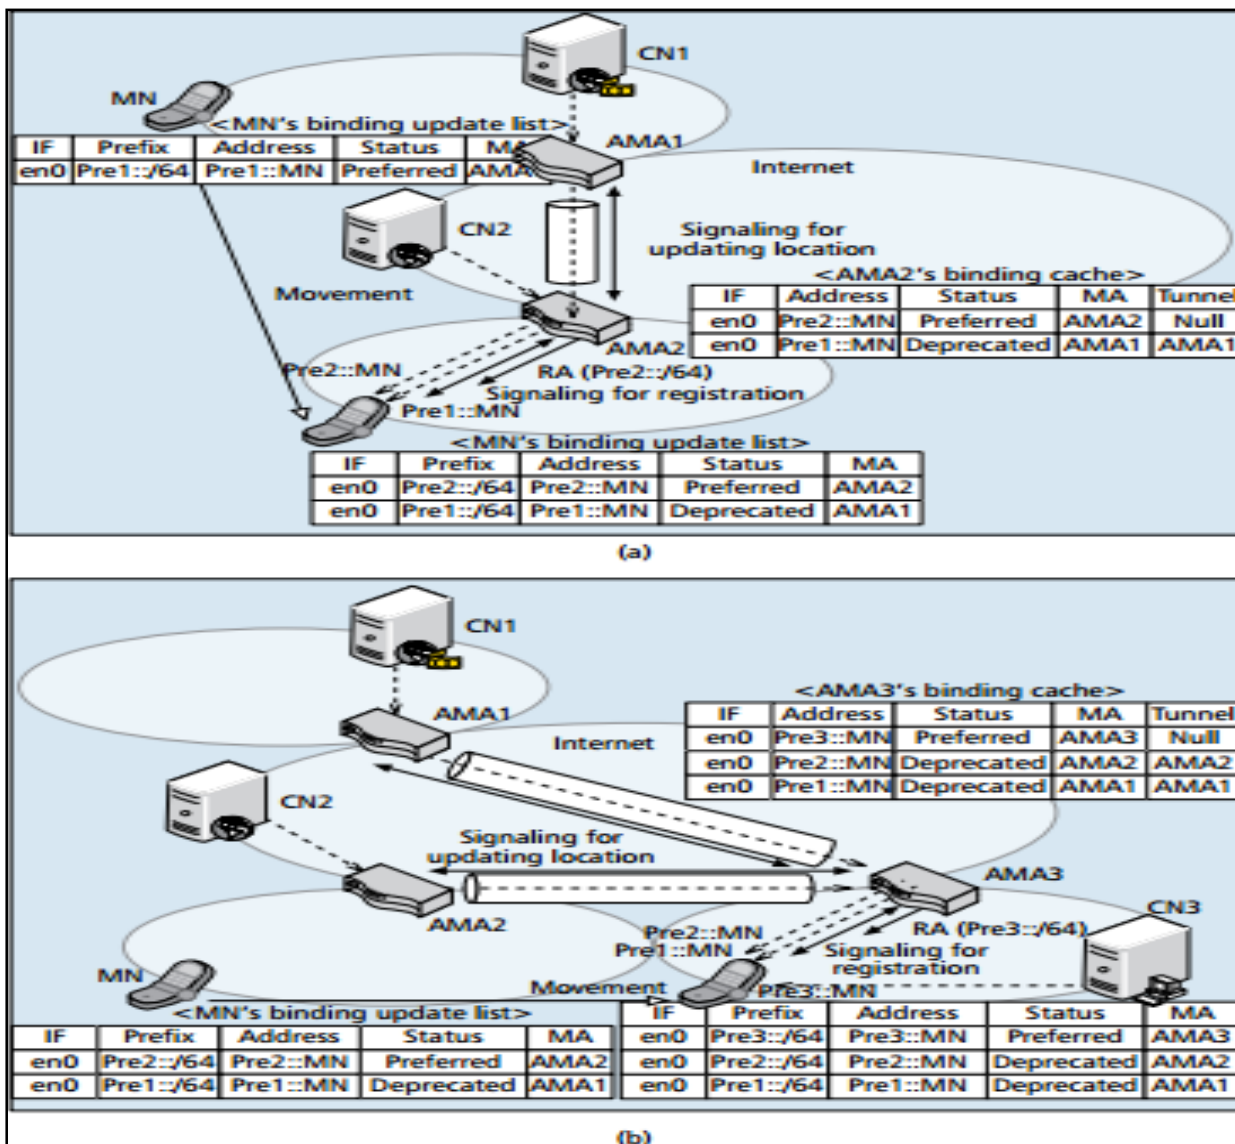 CN1
MN
<MN's binding update list>
AMA1
IF Prefix Address Status MA
en0 Pre1::/64 Pre1::MN Preferred AMA
Internet
CN2
Signaling for
updating location
<AMA2's binding cache>
Movement
IF Address Status MA Tunnel
en0 Pre2::MN Preferred AMA2 Null
en0 Pre1::MN Deprecated AMA1 AMA1
AMA2
Pre2::MN
RA (Pre2::/64)
Signaling for registration
Pre1::MN
<MN's binding update list>
IF Prefix Address Status MA
en0 Pre2::/64 Pre2::MN Preferred AMA2
en0 Pre1::/64 Pre1::MN Deprecated AMA1
(a)
CN1
<AMA3's binding cache>
AMA1
IF Address Status MA Tunnel
en0 Pre3::MN Preferred AMA3 Null
en0 Pre2::MN Deprecated AMA2 AMA2
en0 Pre1::MN Deprecated AMA1 AMA1
Internet
CN2
Signaling for
updating location
AMA3
AMA2
CN3
Pre2::MN
RA (Pre3::/64)
Pre1::MN
Signaling for
registration
MN
Movement
Pre3::MN
<MN's binding update list>
IF Prefix Address Status MA
en0 Pre2::/64 Pre2::MN Preferred AMA2
en0 Pre1::/64 Pre1::MN Deprecated AMA1
IF Prefix Address Status MA
en0 Pre3::/64 Pre3::MN Preferred AMA3
en0 Pre2::/64 Pre2::MN Deprecated AMA2
en0 Pre1::/64 Pre1::MN Deprecated AMA1
(b)